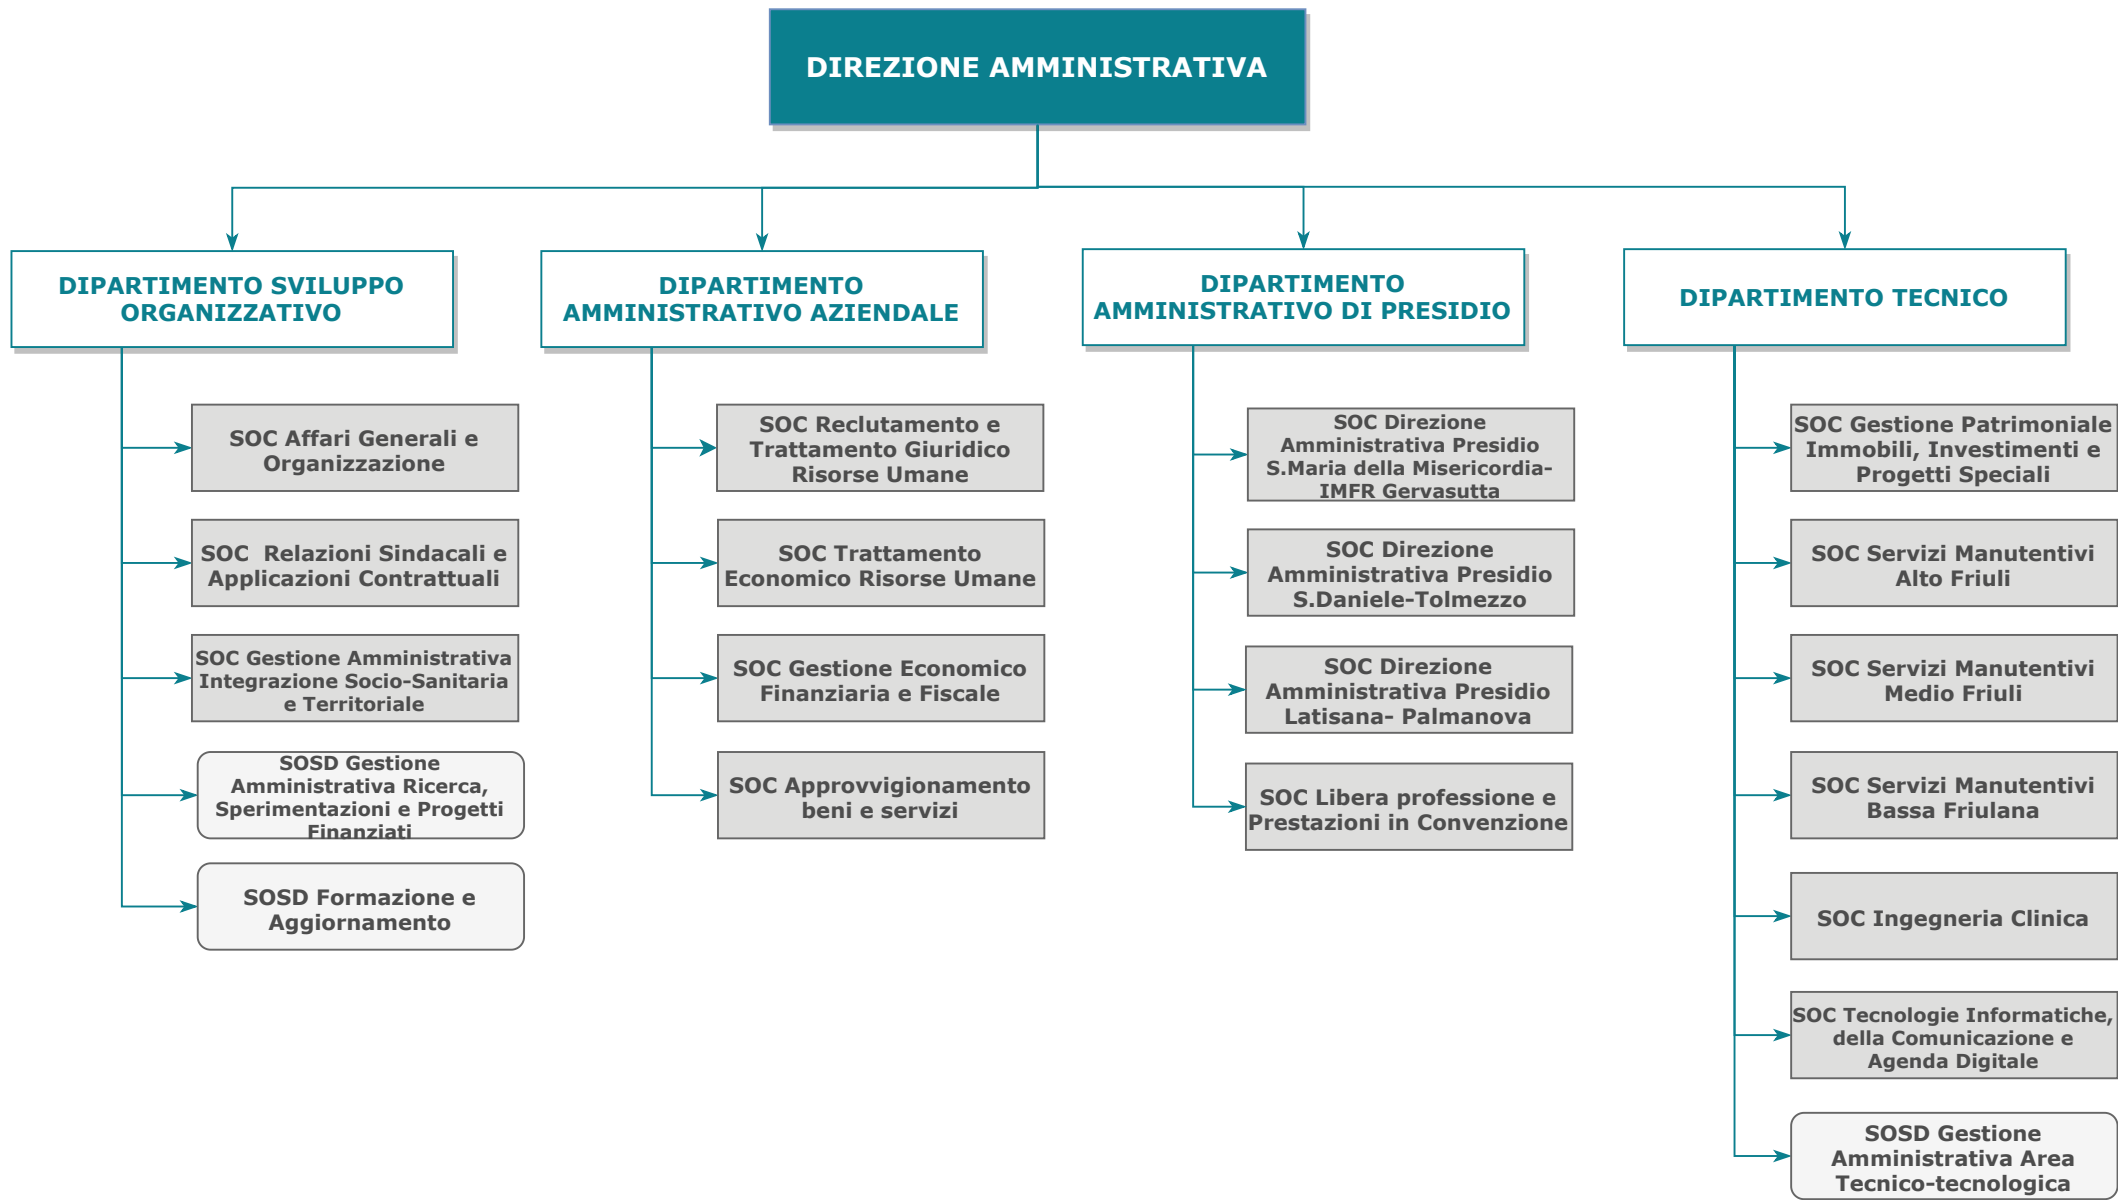 DIREZIONE AMMINISTRATIVA
DIPARTIMENTO SVILUPPO
ORGANIZZATIVO
SOC Affari Generali e
Organizzazione
SOC  Relazioni Sindacali e
Applicazioni Contrattuali
SOC Gestione Amministrativa
Integrazione Socio-Sanitaria
e Territoriale
SOSD Gestione
Amministrativa Ricerca,
Sperimentazioni e Progetti
Finanziati
SOSD Formazione e
Aggiornamento
DIPARTIMENTO
AMMINISTRATIVO AZIENDALE
SOC Reclutamento e
Trattamento Giuridico
Risorse Umane
SOC Trattamento
Economico Risorse Umane
SOC Gestione Economico
Finanziaria e Fiscale
SOC Approvvigionamento
beni e servizi
DIPARTIMENTO
AMMINISTRATIVO DI PRESIDIO
SOC Direzione
Amministrativa Presidio
S.Maria della Misericordia-
IMFR Gervasutta
SOC Direzione
Amministrativa Presidio
S.Daniele-Tolmezzo
SOC Direzione
Amministrativa Presidio
Latisana- Palmanova
SOC Libera professione e
Prestazioni in Convenzione
DIPARTIMENTO TECNICO
SOC Gestione Patrimoniale
Immobili, Investimenti e
Progetti Speciali
SOC Servizi Manutentivi
Alto Friuli
SOC Servizi Manutentivi
Medio Friuli
SOC Servizi Manutentivi
Bassa Friulana
SOC Ingegneria Clinica
SOC Tecnologie Informatiche,
della Comunicazione e
Agenda Digitale
SOSD Gestione
Amministrativa Area
Tecnico-tecnologica